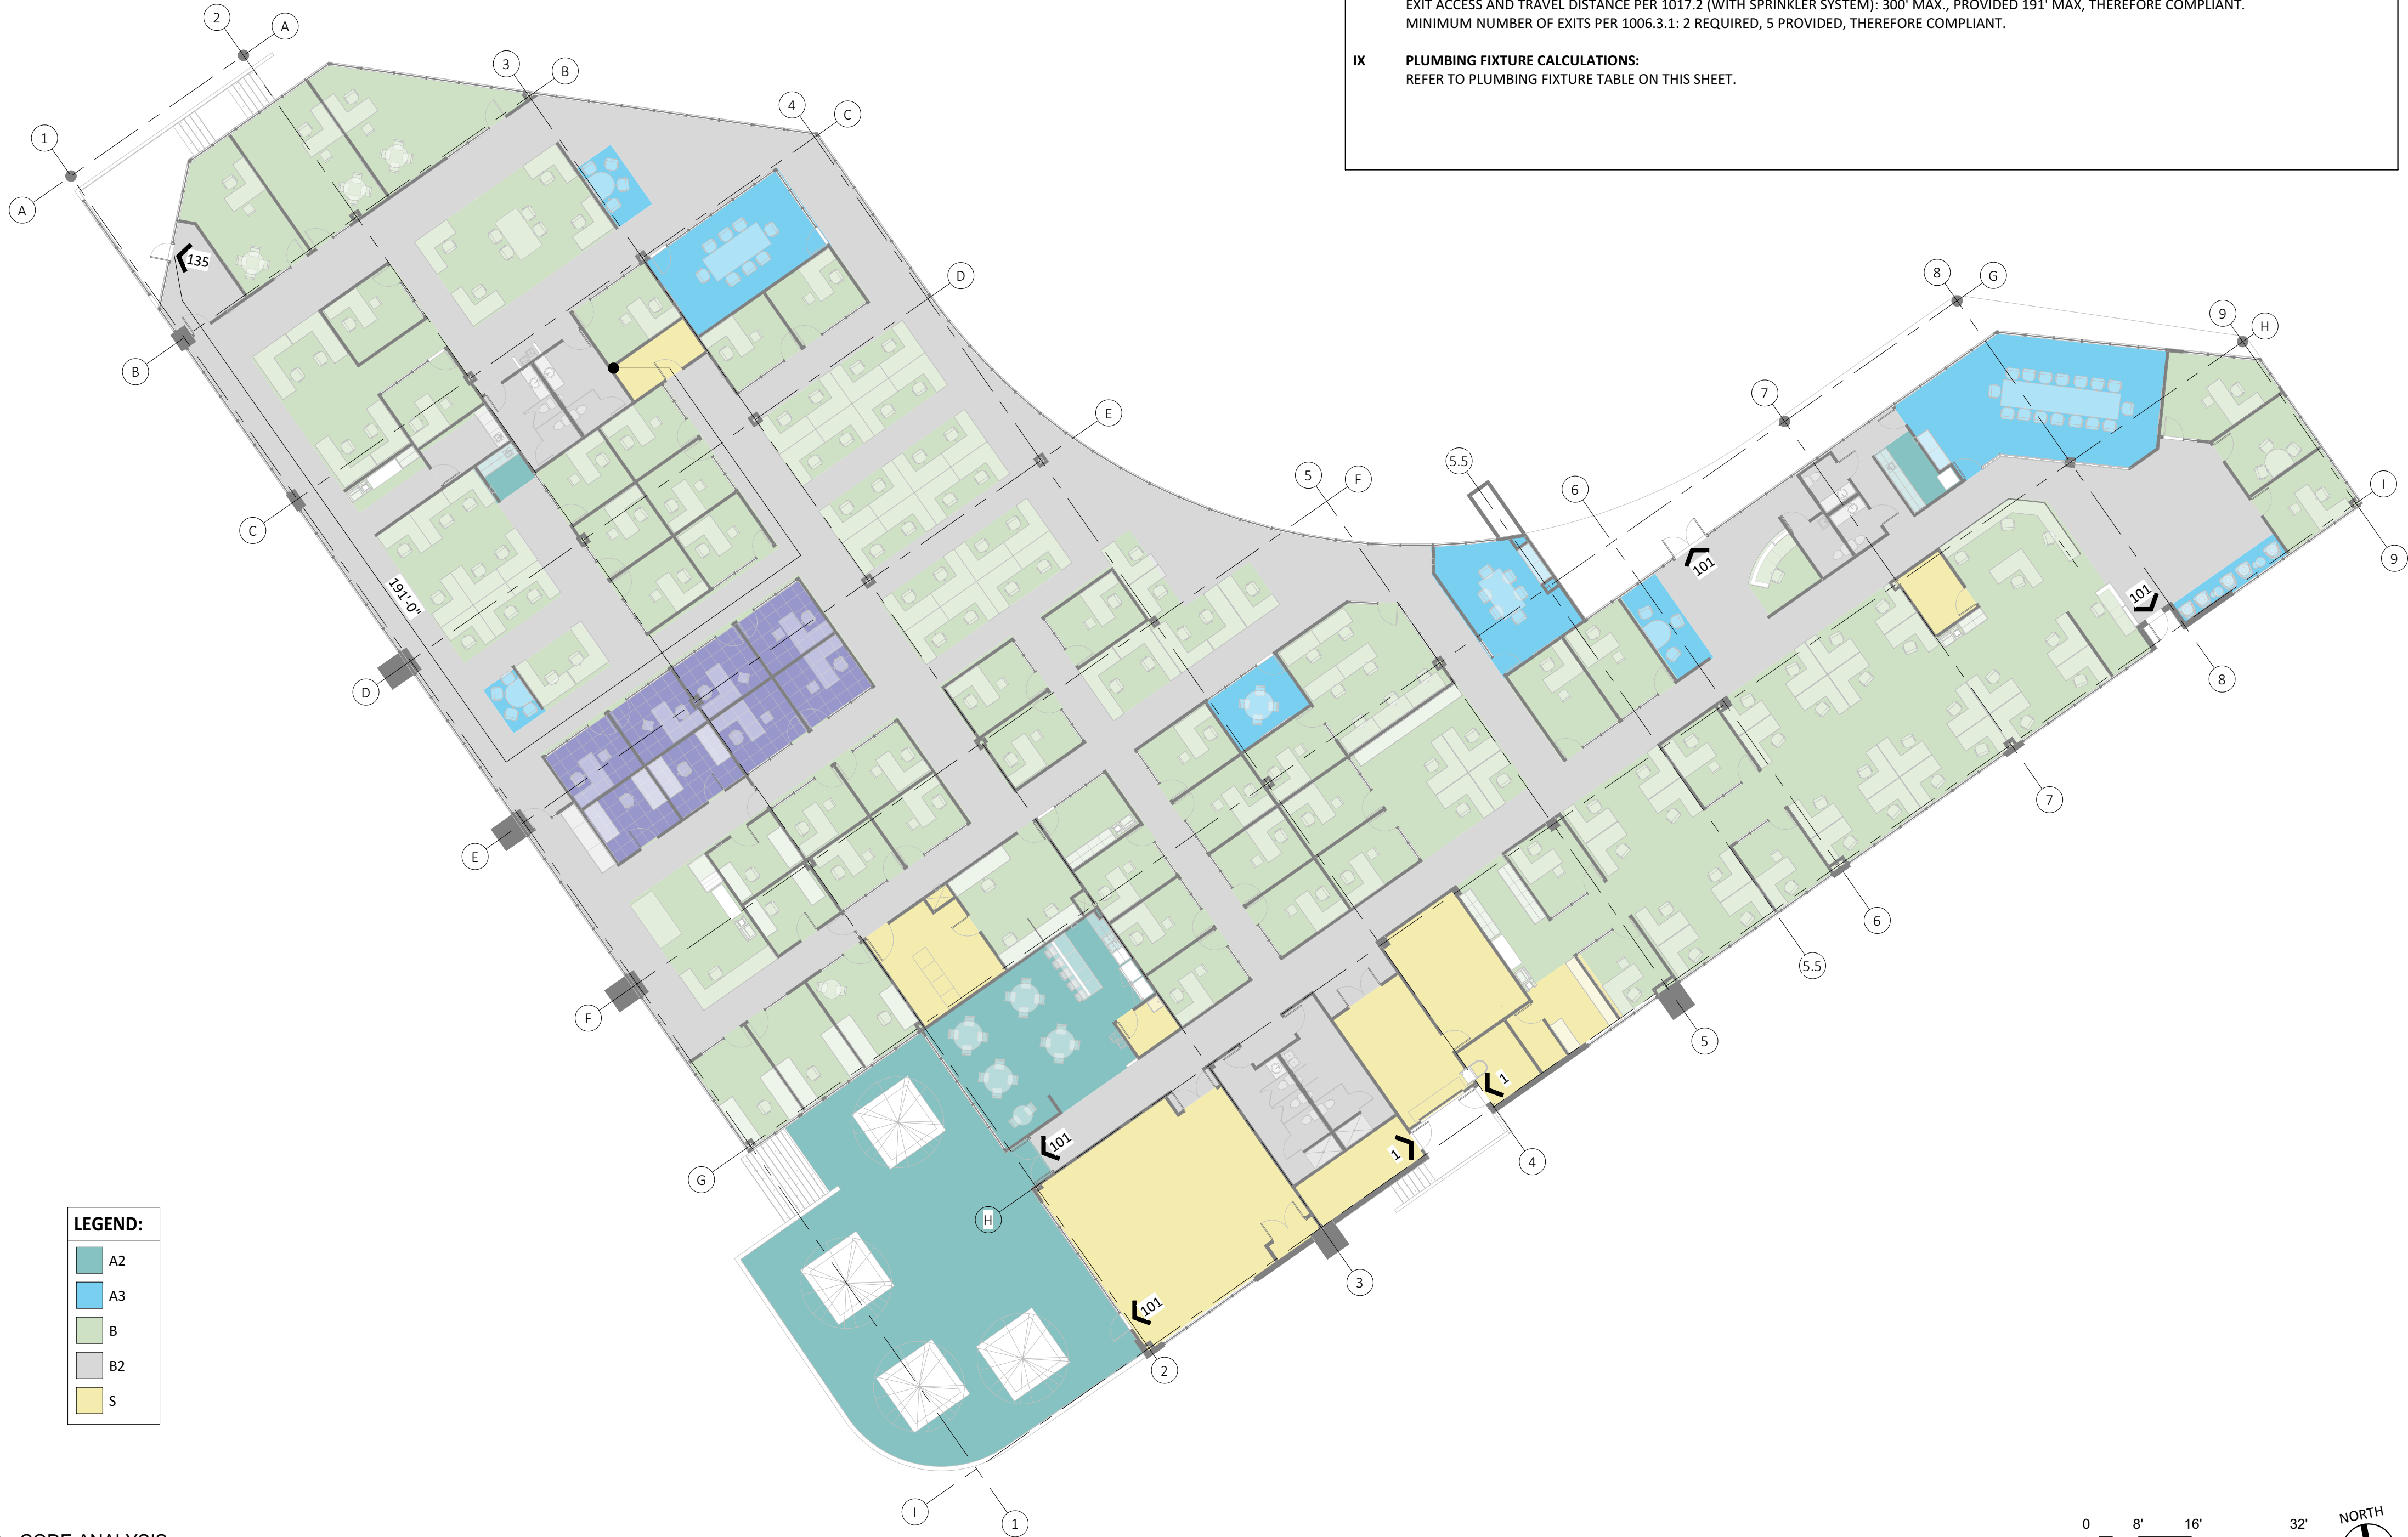 EXIT ACCESS AND TRAVEL DISTANCE PER 1017.2 (WITH SPRINKLER SYSTEM): 300' MAX., PROVIDED 191' MAX, THEREFORE COMPLIANT.
MINIMUM NUMBER OF EXITS PER 1006.3.1: 2 REQUIRED, 5 PROVIDED, THEREFORE COMPLIANT.
IX PLUMBING FIXTURE CALCULATIONS:
REFER TO PLUMBING FIXTURE TABLE ON THIS SHEET.
2
A
3
B
4
C
1
A
135
B
D
8
G
9
H
7
E
5.5
5
F
6
I
C
9
101
191'-0"
101
D
8
7
E
6
5.5
F
5
1
101
1
4
G
H
3
101
2
I
1
LEGEND:
A2
A3
B
B2
S
CODE ANALYSIS
0 8' 16' 32'
NORTH